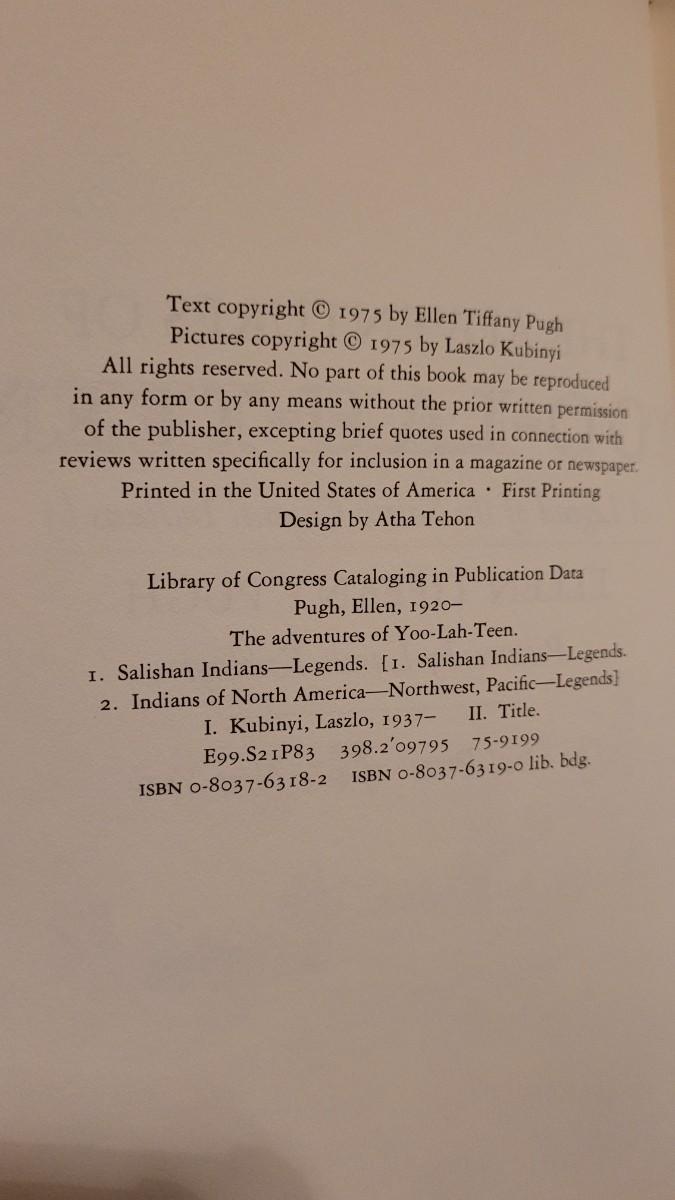 Text copyright © 1975 by Ellen Tiffany Pugh
Pictures copyright © 1975 by Laszlo Kubinyi
All rights reserved. No part of this book may be reproduced
in any form or by any means without the prior written permission
of the publisher, excepting brief quotes used in connection with
reviews written specifically for inclusion in a magazine or newspaper.
Printed in the United States of America · First Printing
Design by Atha Tehon
Library of Congress Cataloging in Publication Data
Pugh, Ellen, 1920–
The adventures of Yoo-Lah-Teen.
1. Salishan Indians—Legends. [1. Salishan Indians—Legends.
2. Indians of North America—Northwest, Pacific—Legends]
I. Kubinyi, Laszlo, 1937– II. Title.
E99.S21P83 398.2'09795 75-9199
ISBN 0-8037-6318-2 ISBN 0-8037-6319-0 lib. bdg.